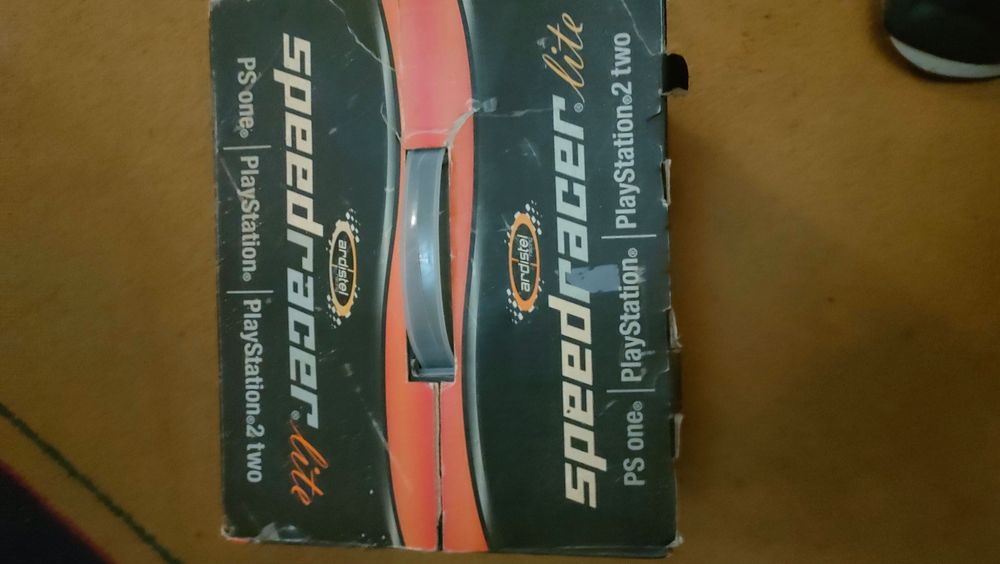 speedracer® lite
PS one® | PlayStation® | PlayStation®2 two
ardistel
speedracer® lite
PS one® | PlayStation® | PlayStation®2 two
ardistel